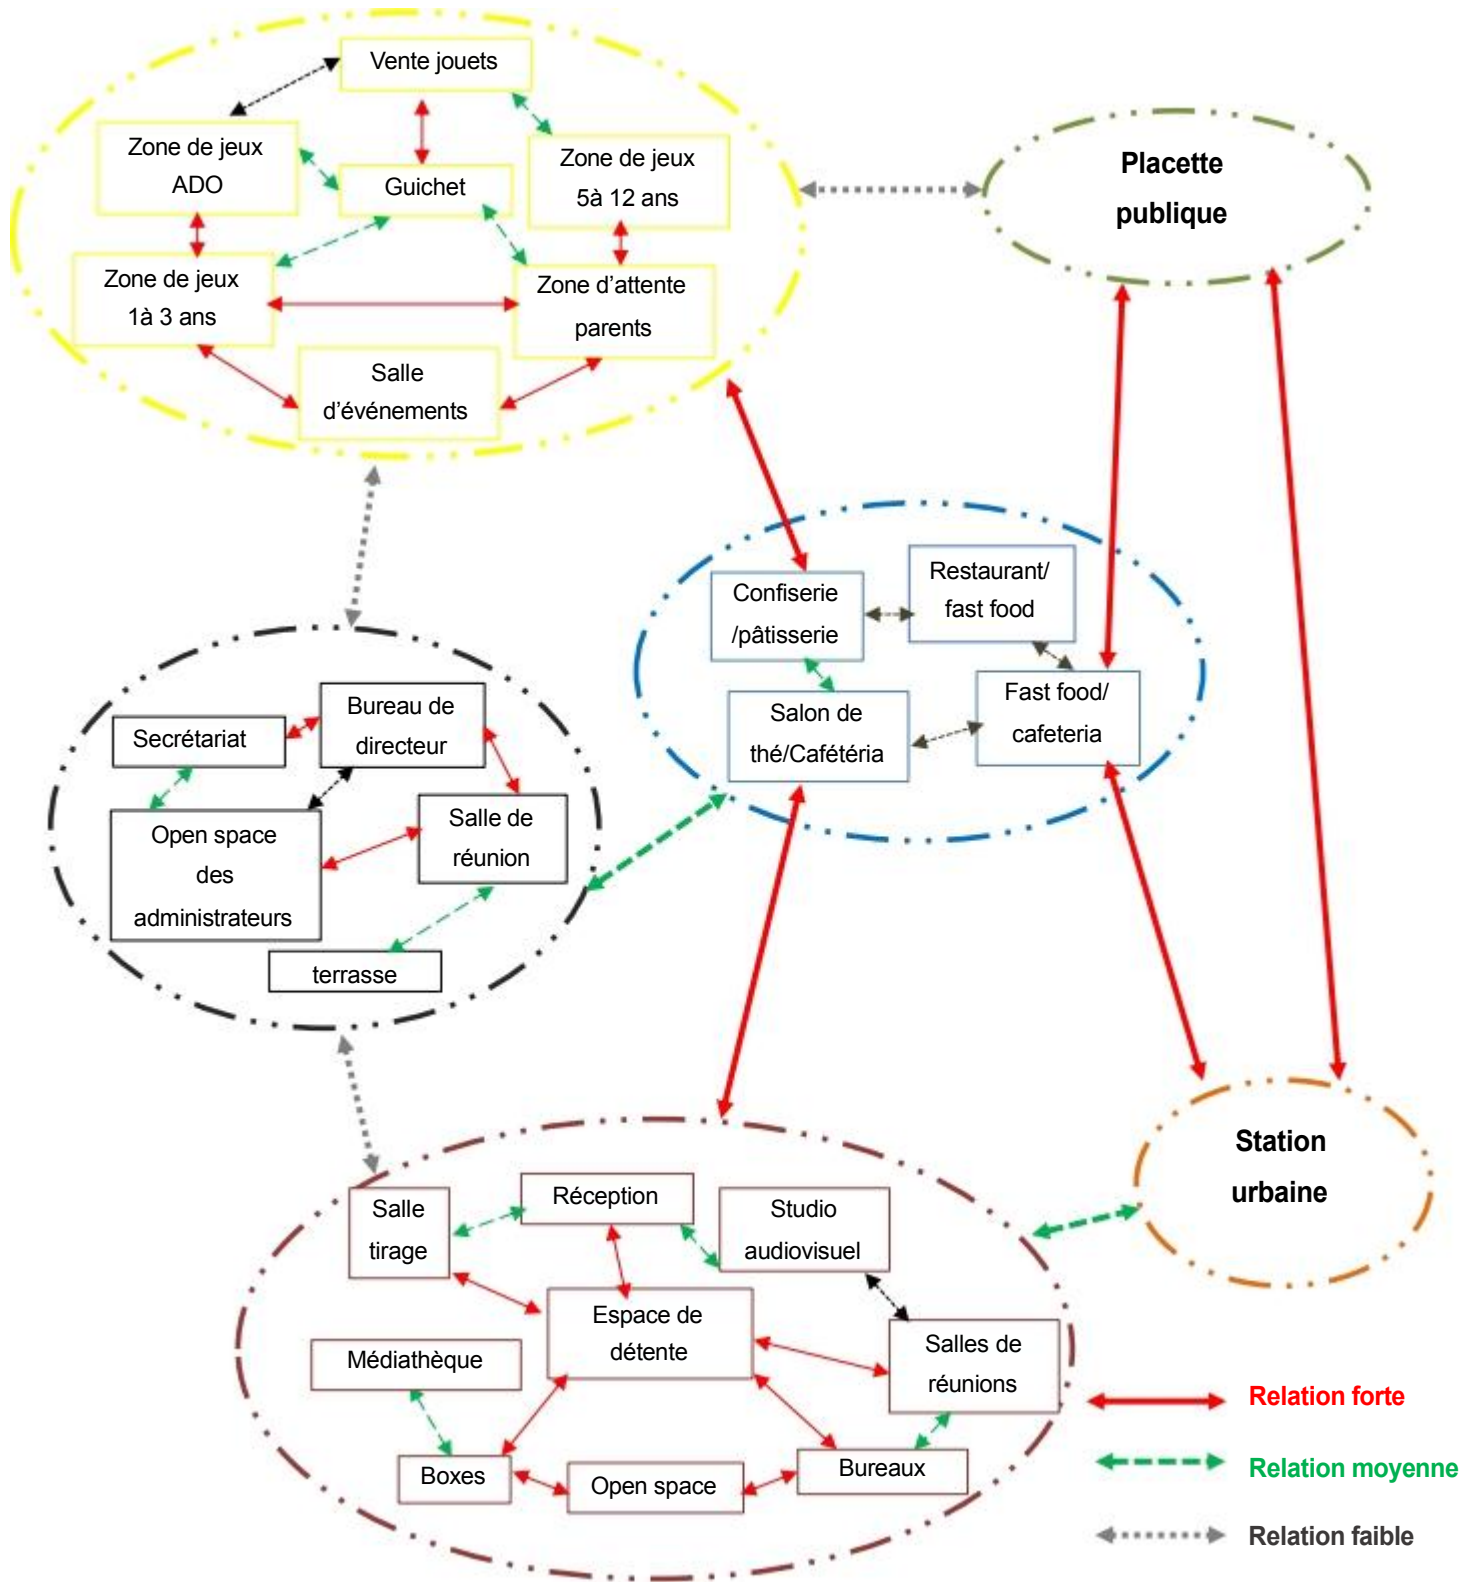 Vente jouets
Zone de jeux
ADO
Guichet
Zone de jeux
5à 12 ans
Zone de jeux
1à 3 ans
Zone d’attente
parents
Salle
d’événements
Placette
publique
Confiserie
/pâtisserie
Restaurant/
fast food
Salon de
thé/Cafétéria
Fast food/
cafeteria
Secrétariat
Bureau de
directeur
Open space
des
administrateurs
Salle de
réunion
terrasse
Station
urbaine
Salle
tirage
Réception
Studio
audiovisuel
Espace de
détente
Médiathèque
Salles de
réunions
Boxes
Open space
Bureaux
Relation forte
Relation moyenne
Relation faible